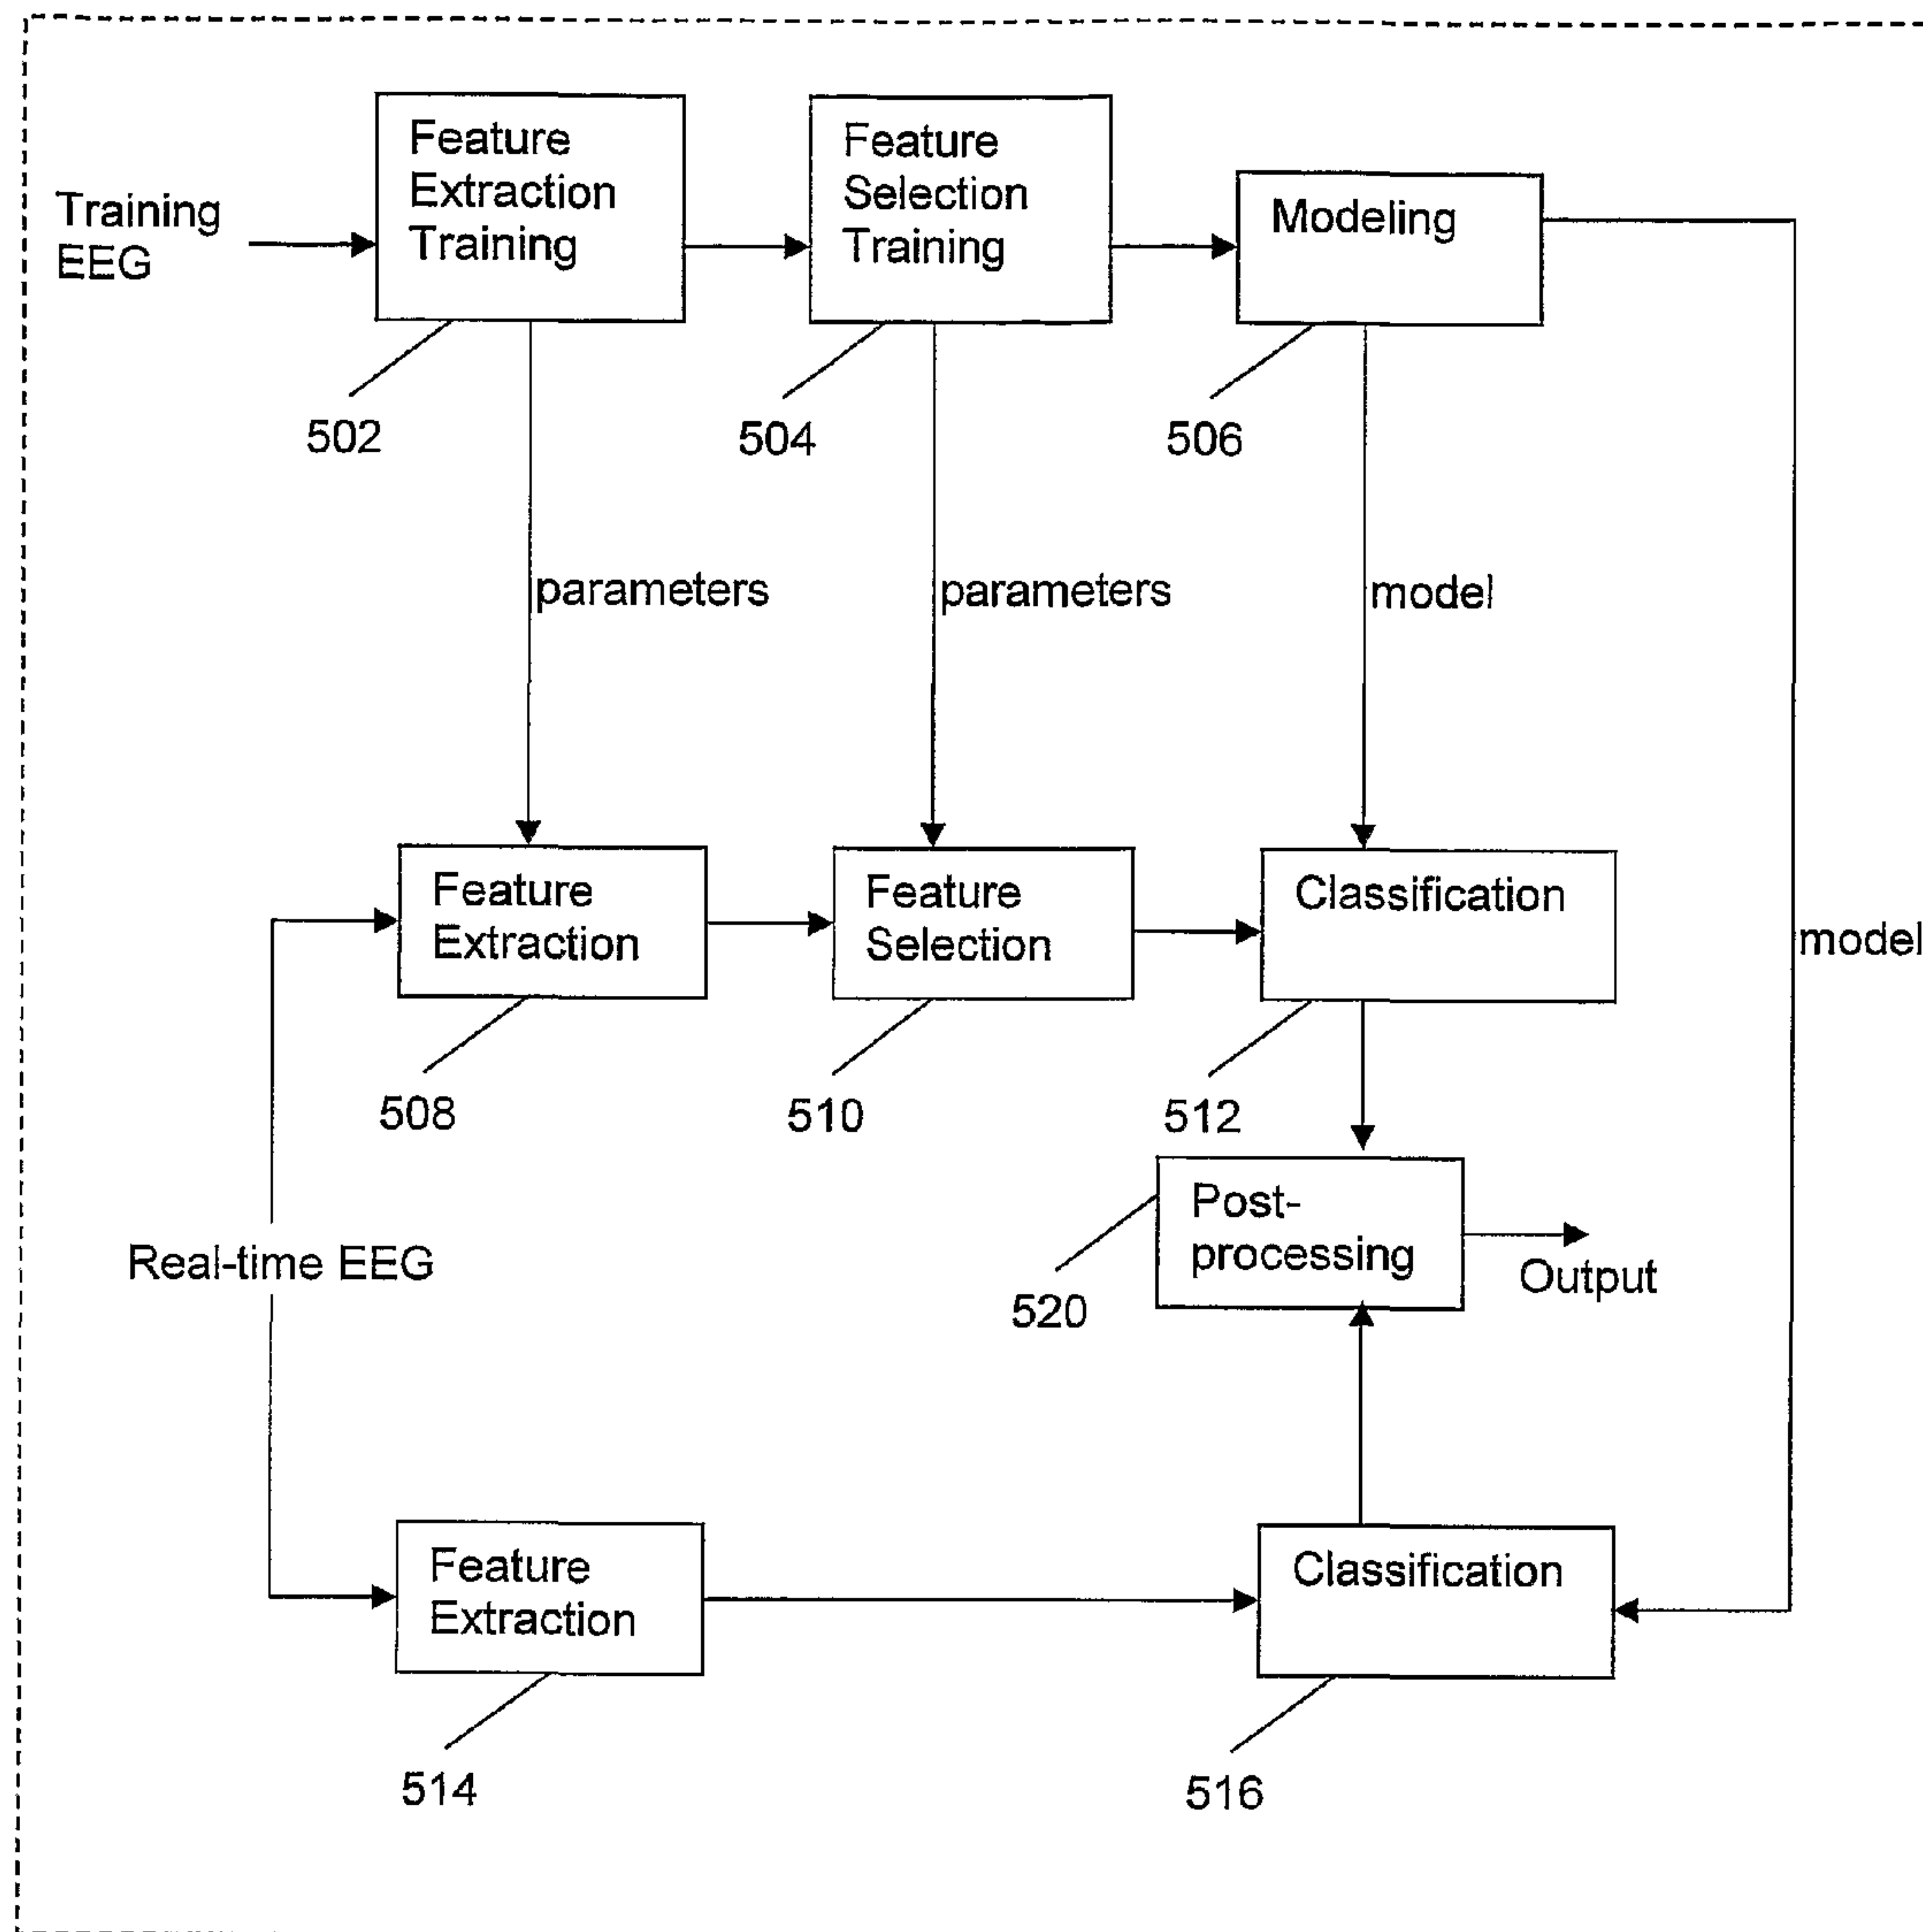 Training
EEG
Feature
Extraction
Training
Feature
Selection
Training
Modeling
502
504
506
parameters
parameters
model
Feature
Extraction
Feature
Selection
Classification
model
508
510
512
Real-time EEG
Post-
processing
Output
520
Feature
Extraction
Classification
514
516